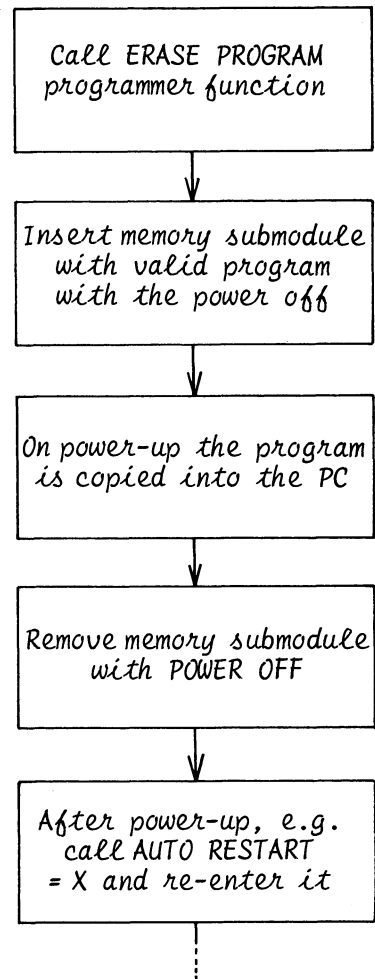 Call ERASE PROGRAM
programmer function
Insert memory submodule
with valid program
with the power off
On power-up the program
is copied into the PC
Remove memory submodule
with POWER OFF
After power-up, e.g.
call AUTO RESTART
= X and re-enter it